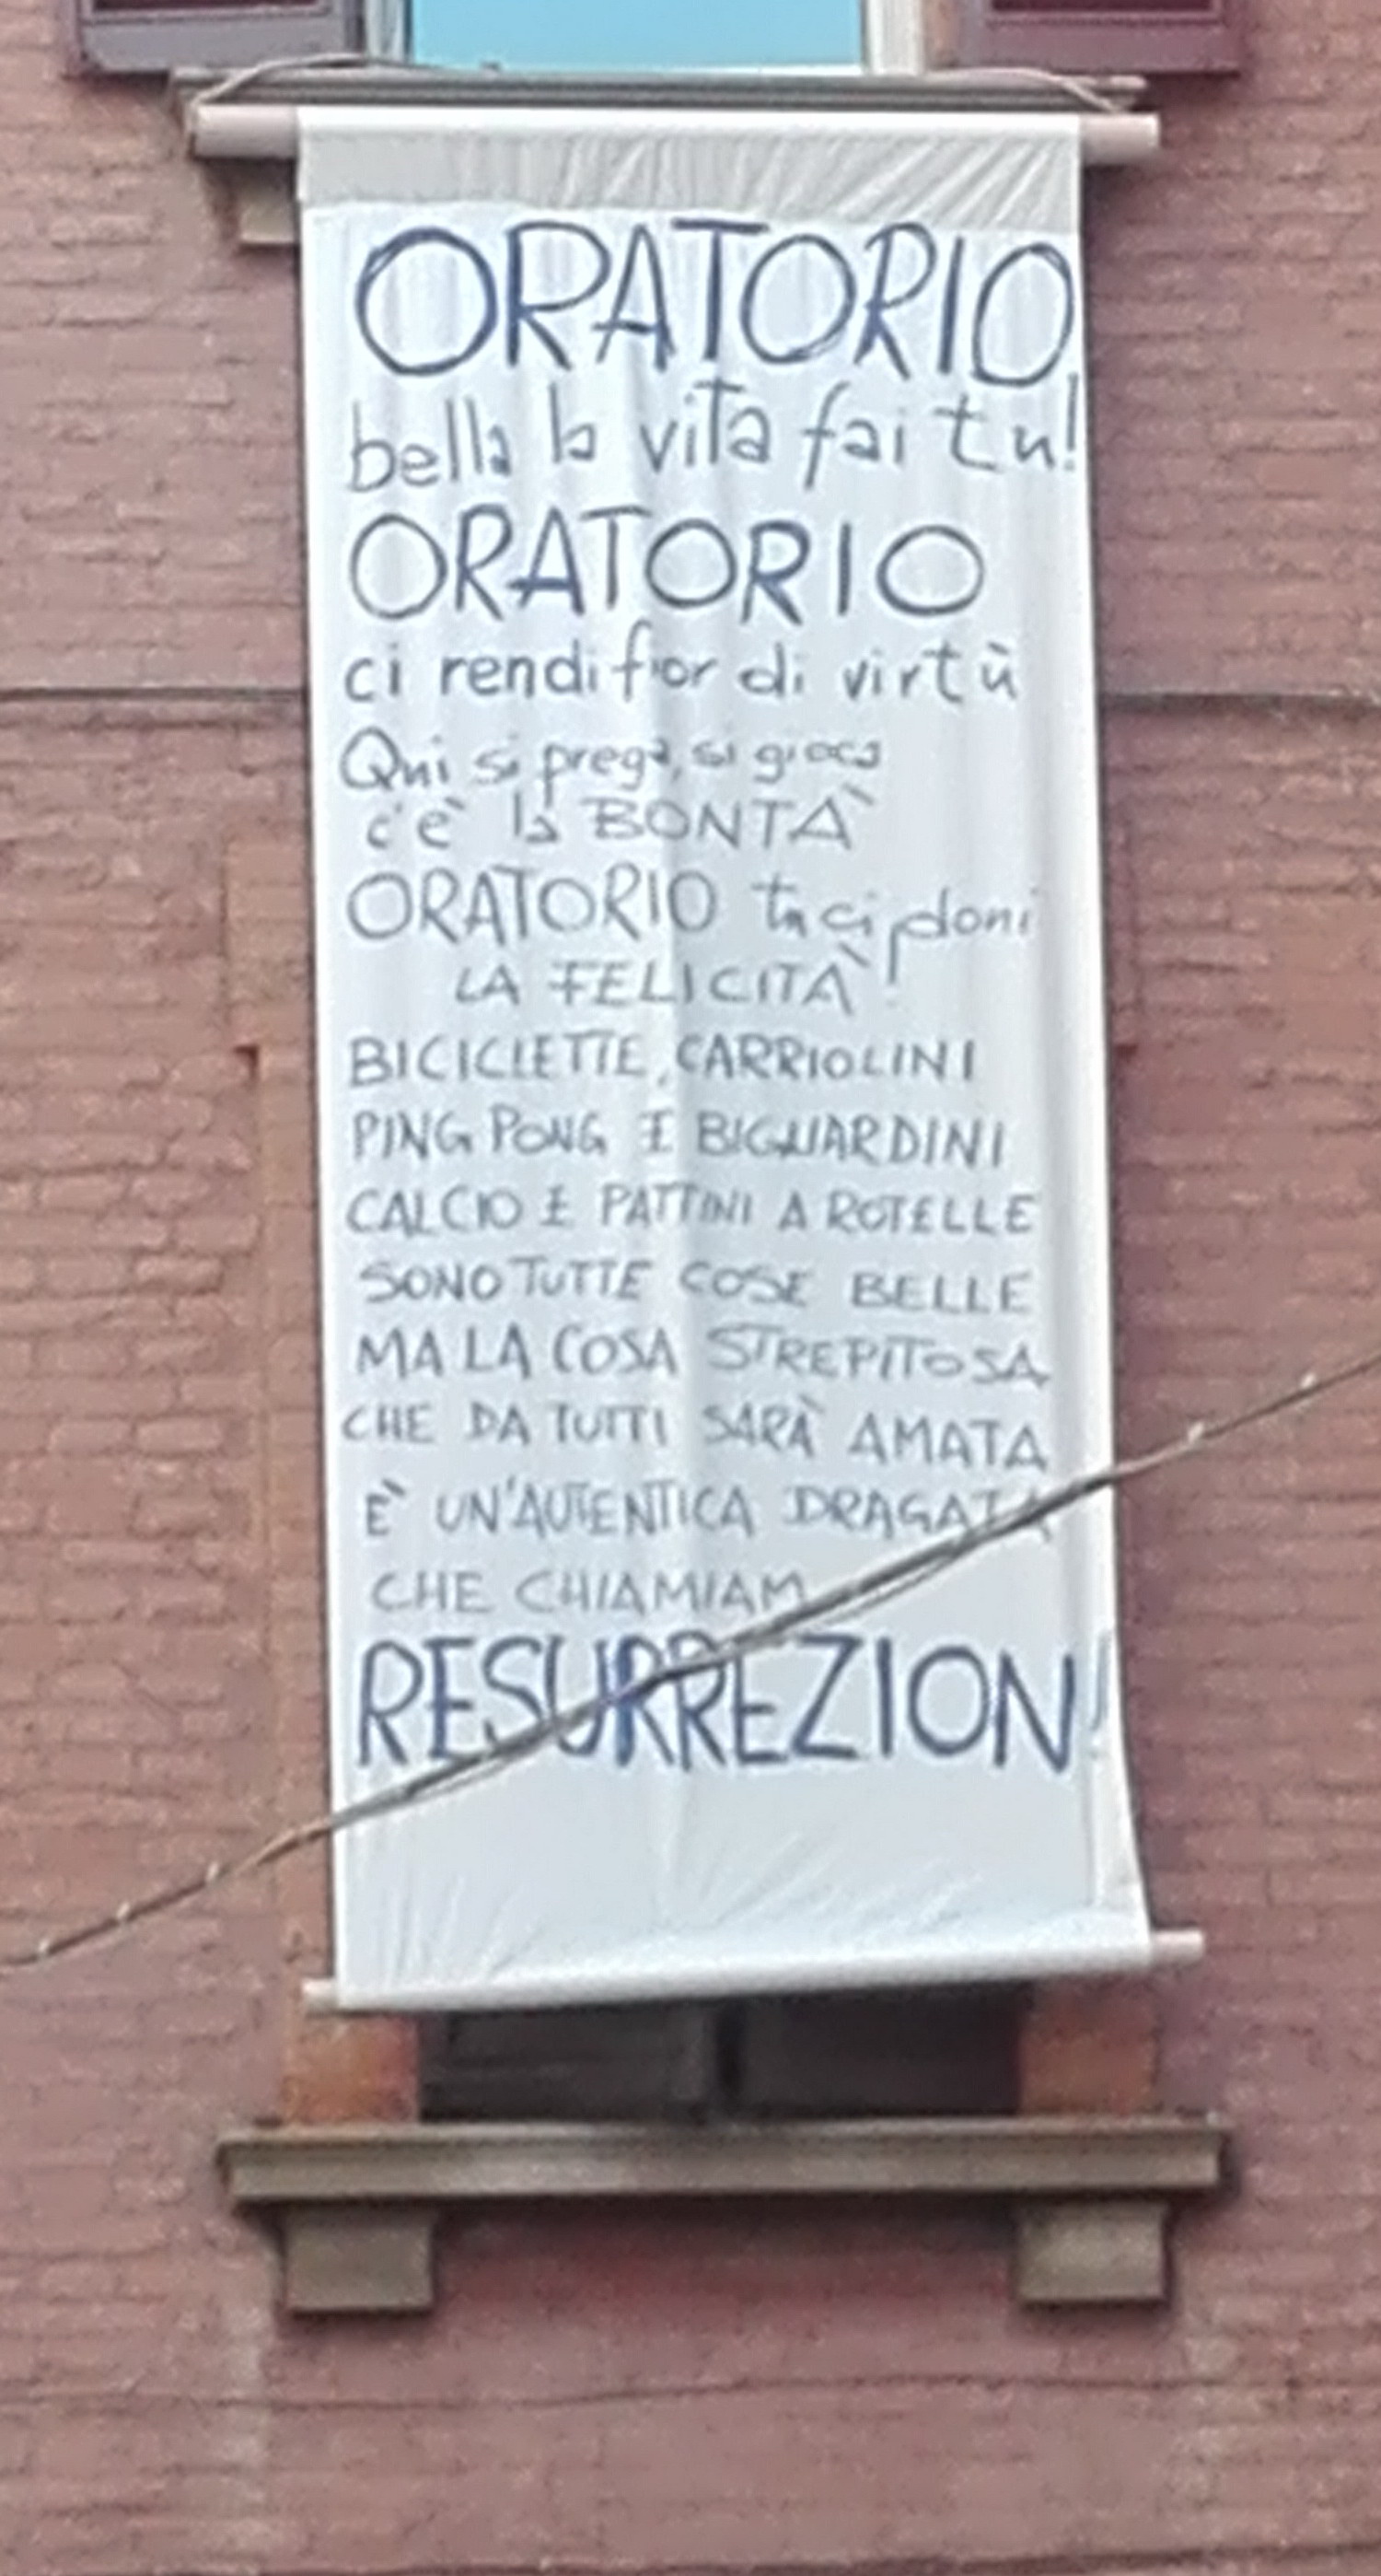 ORATORIO
bella la vita fai tu!
ORATORIO
ci rendi fior di virtù
Qui si prega, si gioca
c'è la BONTÀ
ORATORIO tu ci doni
LA FELICITÀ!
BICICLETTE, CARRIOLINI
PING PONG E BIGLIARDINI
CALCIO E PATTINI A ROTELLE
SONO TUTTE COSE BELLE
MA LA COSA STREPITOSA
CHE DA TUTTI SARÀ AMATA
È UN'AUTENTICA DRAGATA
CHE CHIAMIAM
RESURREZION!